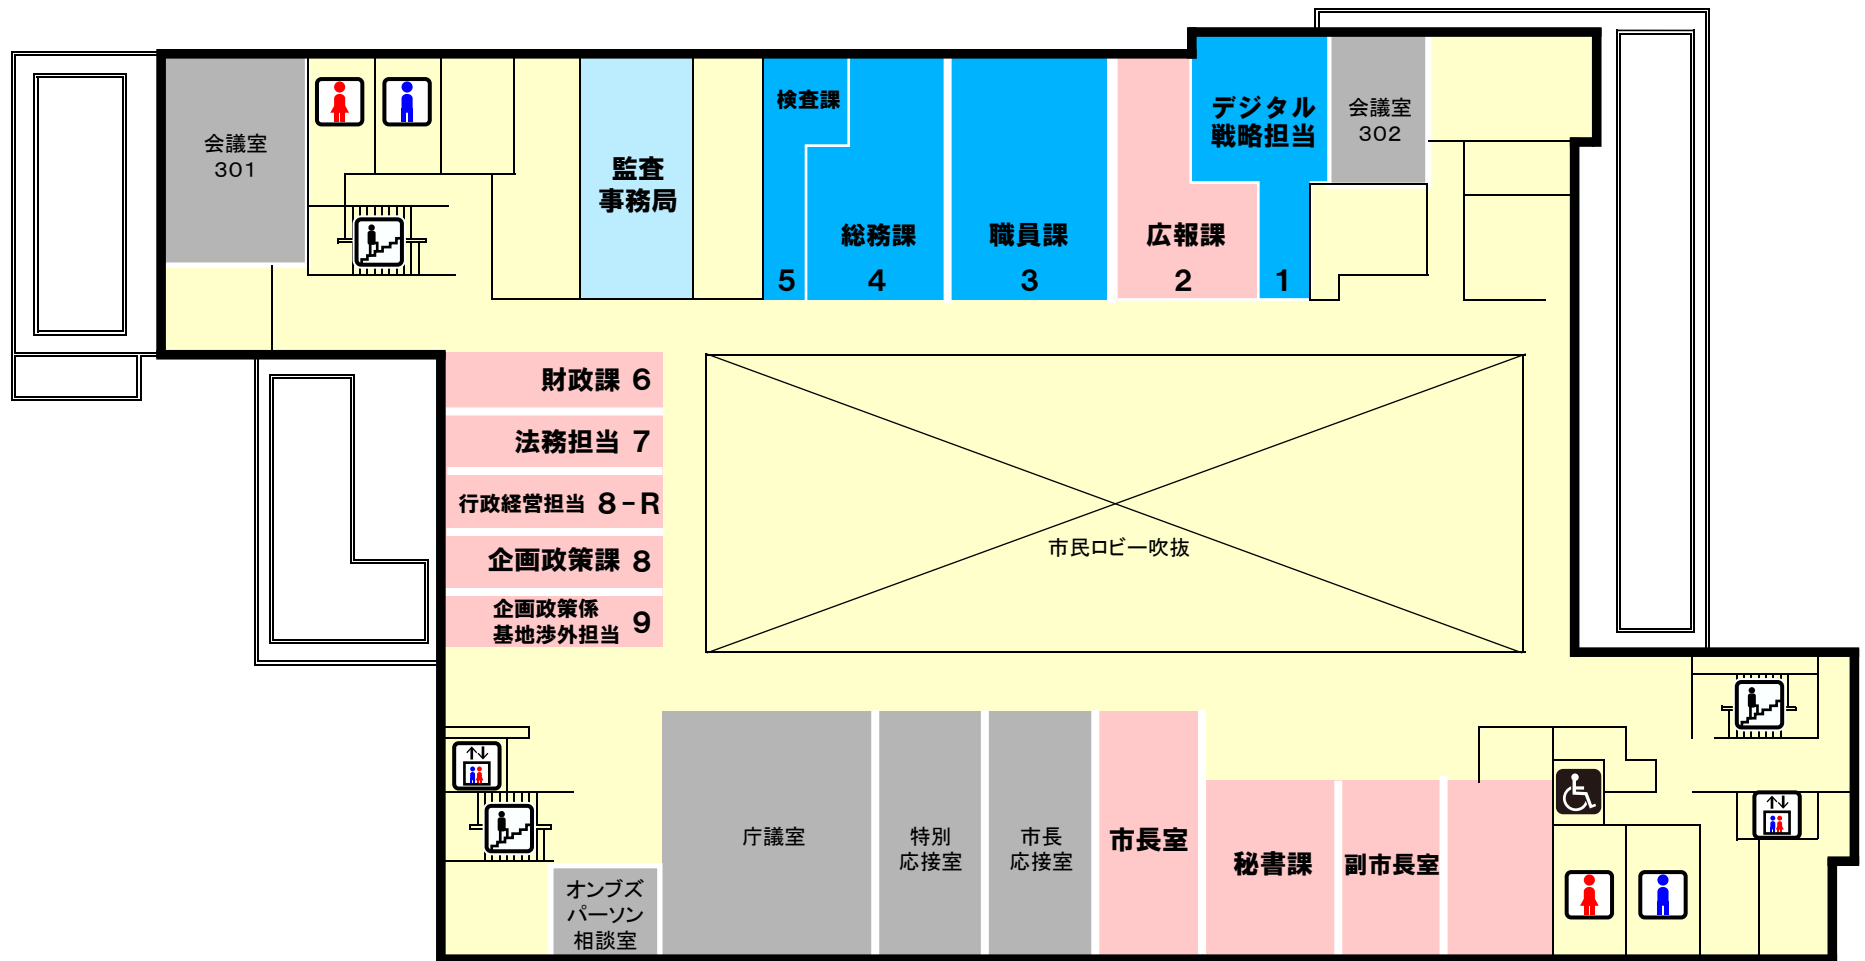 会議室
301
監査
事務局
検査課
5
総務課
4
職員課
3
広報課
2
デジタル
戦略担当
1
会議室
302
財政課 6
法務担当 7
行政経営担当 8-R
企画政策課 8
企画政策係
基地渉外担当 9
市民ロビー吹抜
オンブズ
パーソン
相談室
庁議室
特別
応接室
市長
応接室
市長室
秘書課
副市長室